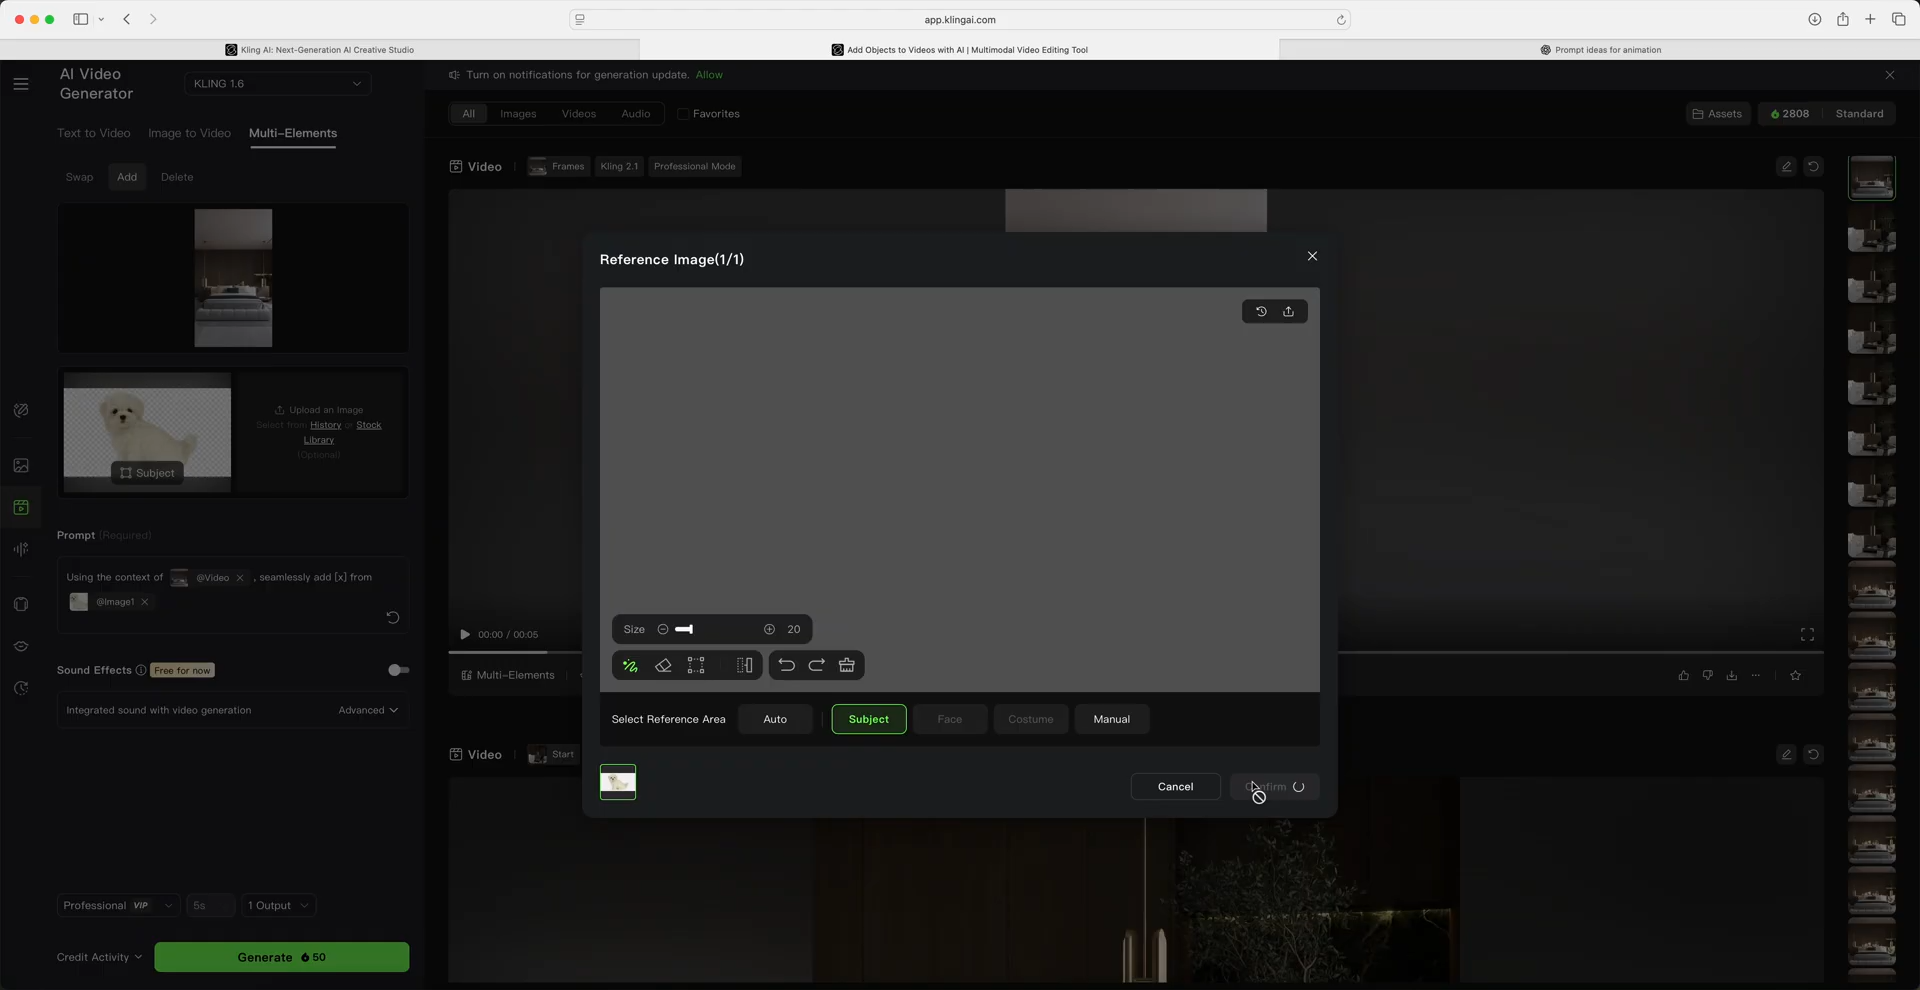 app.klingai.com
Kling AI: Next-Generation AI Creative Studio
Add Objects to Videos with AI | Multimodal Video Editing Tool
Prompt ideas for animation
AI Video
Generator
KLING 1.6
Turn on notifications for generation update. Allow
Text to Video
Image to Video
Multi-Elements
All
Images
Videos
Audio
Favorites
Assets
2808
Standard
Swap
Add
Delete
Video
Frames
Kling 2.1
Professional Mode
Reference Image(1/1)
Upload an Image
Select from History or Stock
Library
(Optional)
Subject
Prompt (Required)
Using the context of @Video , seamlessly add [x] from
@Image1
Sound Effects Free for now
Integrated sound with video generation
Advanced
00:00 / 00:05
Size
20
Multi-Elements
Select Reference Area
Auto
Subject
Face
Costume
Manual
Video
Start
Cancel
Confirm
Professional VIP
5s
1 Output
Credit Activity
Generate 50